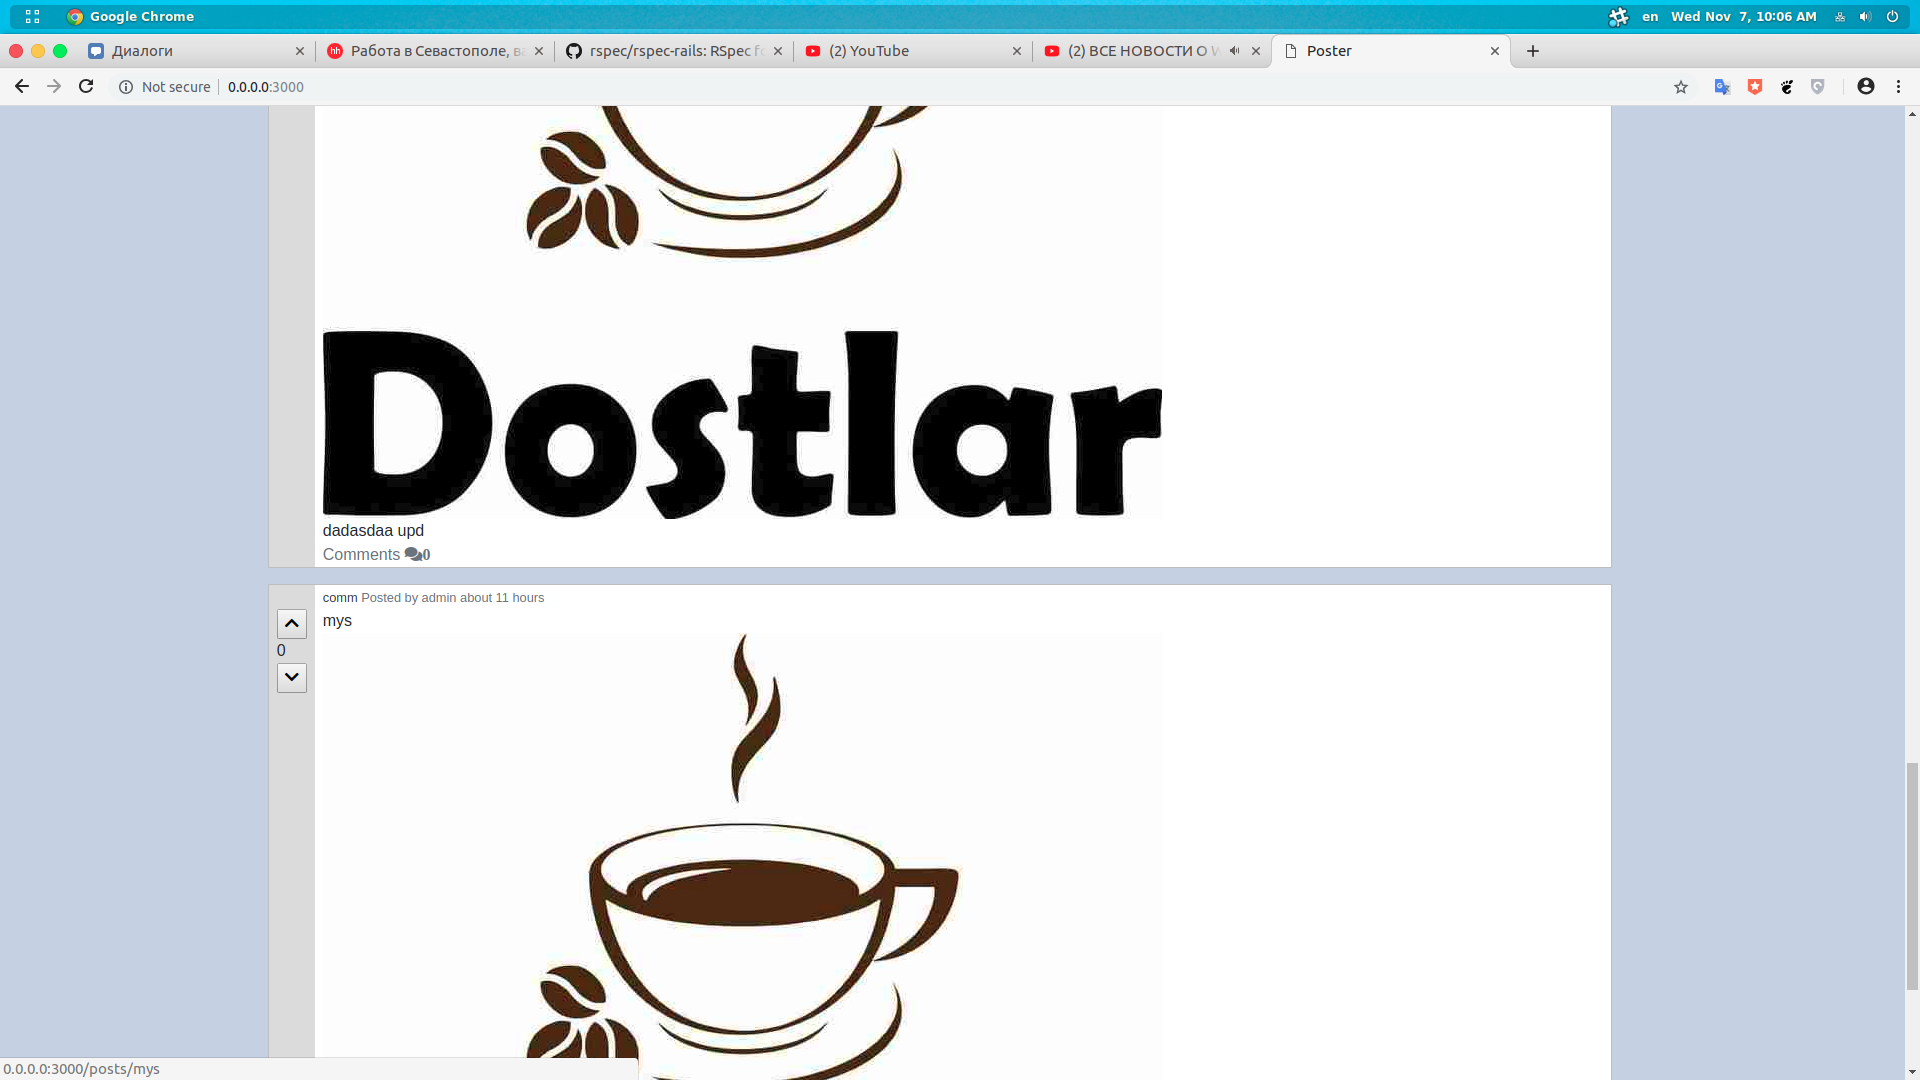 Google Chrome
en Wed Nov 7, 10:06 AM
Диалоги
Работа в Севастополе, ва
rspec/rspec-rails: RSpec fo
(2) YouTube
(2) ВСЕ НОВОСТИ О W
Poster
Not secure 0.0.0.0:3000
Dostlar
dadasdaa upd
Comments 0
comm Posted by admin about 11 hours
mys
0
0.0.0.0:3000/posts/mys